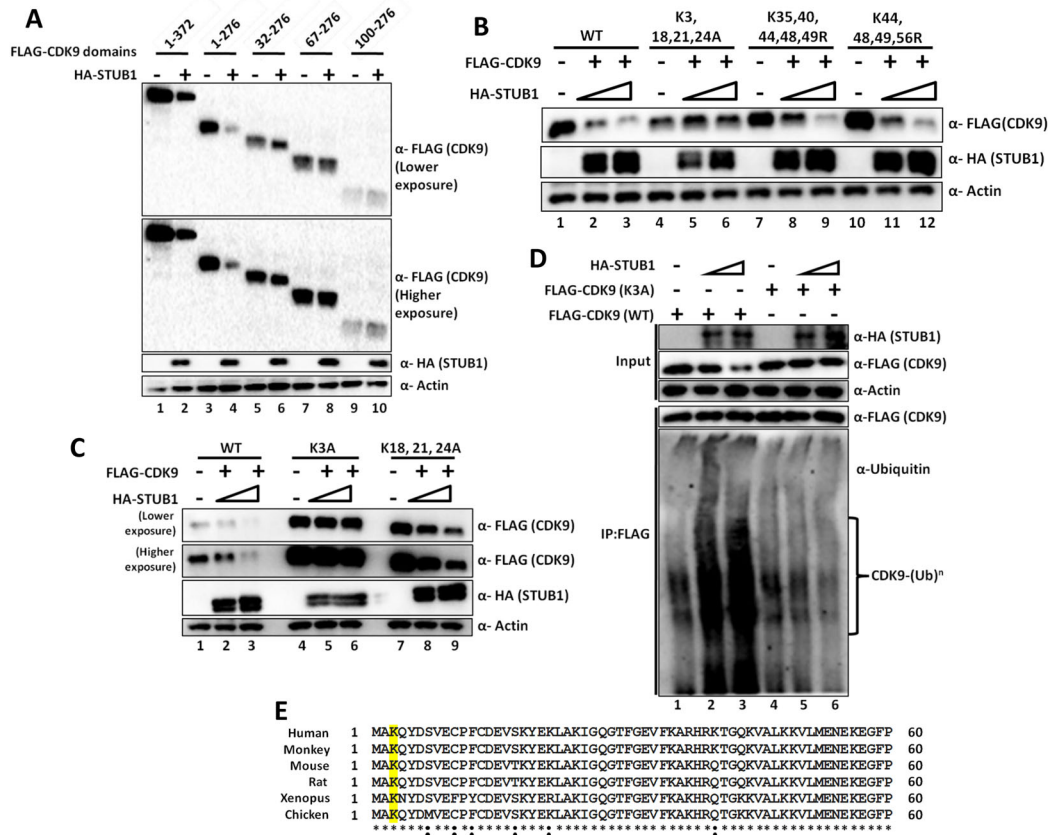 A
1-372 1-276 32-276 67-276 100-276
FLAG-CDK9 domains
HA-STUB1 - + - + - + - + - +
α- FLAG (CDK9)
(Lower
exposure)
α- FLAG (CDK9)
(Higher
exposure)
α- HA (STUB1)
α- Actin
1 2 3 4 5 6 7 8 9 10
B
WT K3, 18,21,24A K35,40, 44,48,49R K44, 48,49,56R
FLAG-CDK9 - + + - + + - + + - + +
HA-STUB1 - - - -
α- FLAG(CDK9)
α- HA (STUB1)
α- Actin
1 2 3 4 5 6 7 8 9 10 11 12
C
WT K3A K18, 21, 24A
FLAG-CDK9 - + + - + + - + +
HA-STUB1 - - -
(Lower
exposure)
α- FLAG (CDK9)
(Higher
exposure)
α- FLAG (CDK9)
α- HA (STUB1)
α- Actin
1 2 3 4 5 6 7 8 9
D
HA-STUB1 - -
FLAG-CDK9 (K3A) - - - + + +
FLAG-CDK9 (WT) + + + - - -
Input
α-HA (STUB1)
α-FLAG (CDK9)
α-Actin
α-FLAG (CDK9)
α-Ubiquitin
IP:FLAG
CDK9-(Ub)ⁿ
1 2 3 4 5 6
E
Human 1 MAKQYDSVECPFCDEVSKYEKLAKIGQGTFGEVFKARHRKTGQKVALKKVLMENEKEGFP 60
Monkey 1 MAKQYDSVECPFCDEVSKYEKLAKIGQGTFGEVFKARHRKTGQKVALKKVLMENEKEGFP 60
Mouse 1 MAKQYDSVECPFCDEVTKYEKLAKIGQGTFGEVFKAKHRQTGQKVALKKVLMENEKEGFP 60
Rat 1 MAKQYDSVECPFCDEVTKYEKLAKIGQGTFGEVFKAKHRQTGQKVALKKVLMENEKEGFP 60
Xenopus 1 MAKNYDSVEFPYCDEVSKYEKLAKIGQGTFGEVFKAKHRQTGKKVALKKVLMENEKEGFP 60
Chicken 1 MAKQYDMVECPFCDEVSKYEKLAKIGQGTFGEVFKAKHRQTGKKVALKKVLMENEKEGFP 60